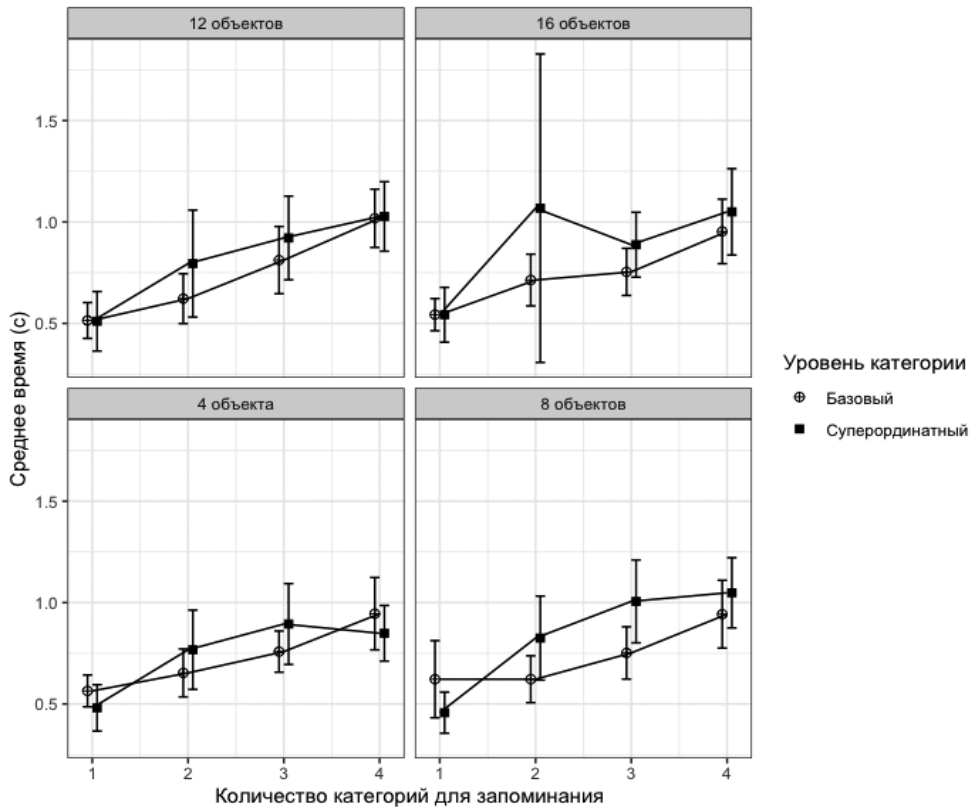 12 объектов
16 объектов
1.5
1.0
0.5
4 объекта
8 объектов
1.5
1.0
0.5
1 2 3 4
1 2 3 4
Среднее время (с)
Количество категорий для запоминания
Уровень категории
Базовый
Суперординатный